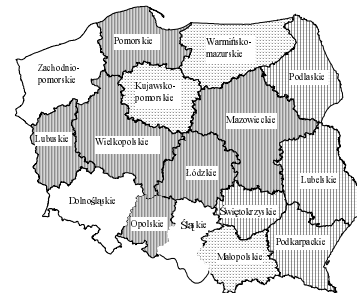 Pomorskie
Warmińsko-
mazurskie
Zachodnio-
pomorskie
Podlaskie
Kujawsko-
pomorskie
Mazowieckie
Lubuskie
Wielkopolskie
Łódzkie
Lubelskie
Dolnośląskie
Opolskie
Śląskie
Świętokrzyskie
Podkarpackie
Małopolskie